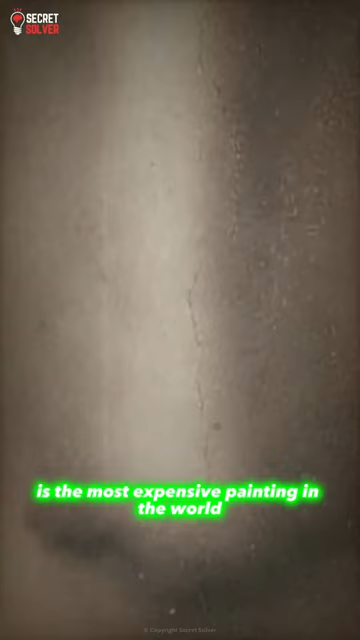 SECRET
SOLVER
is the most expensive painting in
the world
© Copyright Secret Solver